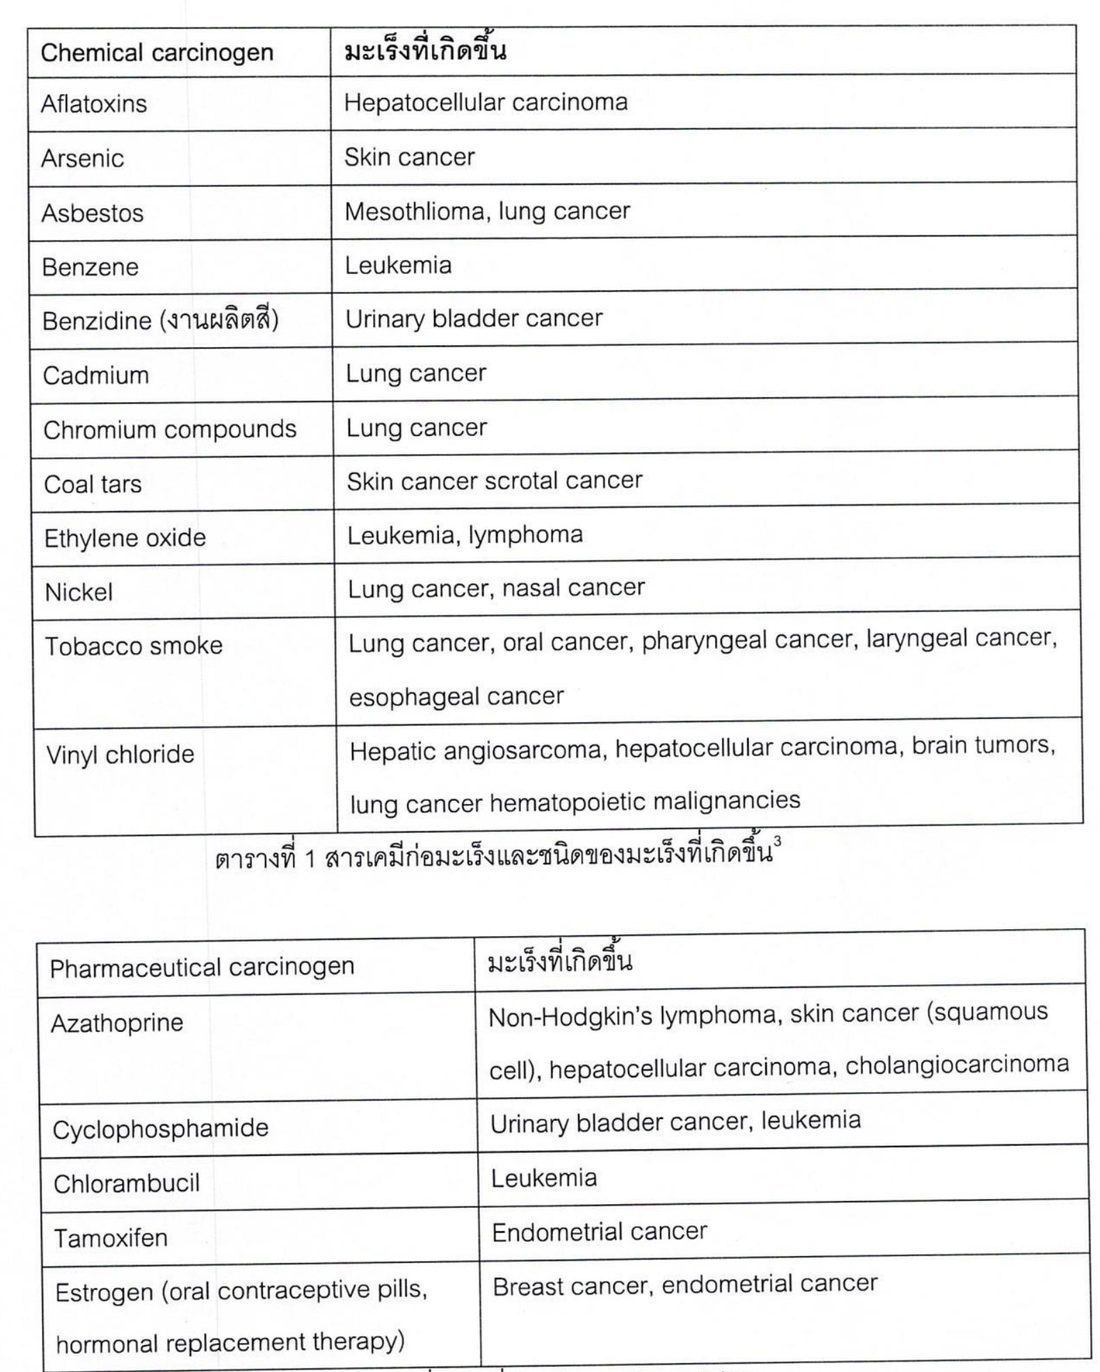 Chemical carcinogen มะเร็งที่เกิดขึ้น
Aflatoxins Hepatocellular carcinoma
Arsenic Skin cancer
Asbestos Mesothlioma, lung cancer
Benzene Leukemia
Benzidine (งานผลิตสี) Urinary bladder cancer
Cadmium Lung cancer
Chromium compounds Lung cancer
Coal tars Skin cancer scrotal cancer
Ethylene oxide Leukemia, lymphoma
Nickel Lung cancer, nasal cancer
Tobacco smoke Lung cancer, oral cancer, pharyngeal cancer, laryngeal cancer,
esophageal cancer
Vinyl chloride Hepatic angiosarcoma, hepatocellular carcinoma, brain tumors,
lung cancer hematopoietic malignancies
ตารางที่ 1 สารเคมีก่อมะเร็งและชนิดของมะเร็งที่เกิดขึ้น³
Pharmaceutical carcinogen มะเร็งที่เกิดขึ้น
Azathoprine Non-Hodgkin's lymphoma, skin cancer (squamous
cell), hepatocellular carcinoma, cholangiocarcinoma
Cyclophosphamide Urinary bladder cancer, leukemia
Chlorambucil Leukemia
Tamoxifen Endometrial cancer
Estrogen (oral contraceptive pills, Breast cancer, endometrial cancer
hormonal replacement therapy)